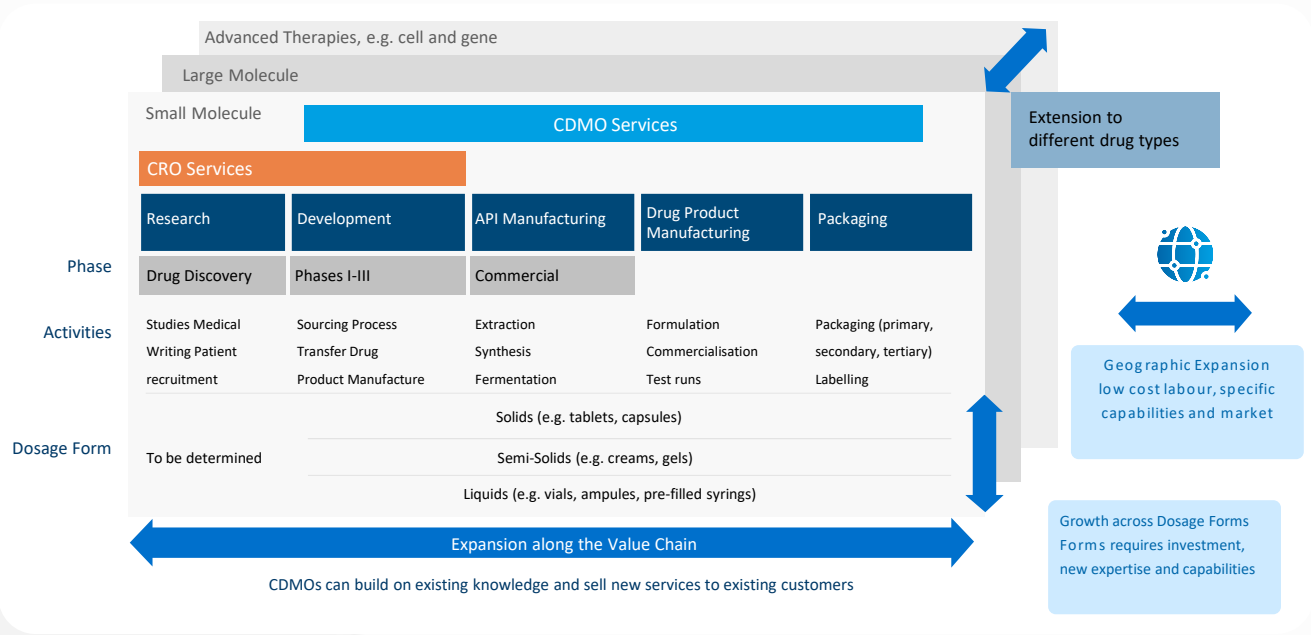 Advanced Therapies, e.g. cell and gene
Large Molecule
Small Molecule
CDMO Services
Extension to
different drug types
CRO Services
Research
Development
API Manufacturing
Drug Product
Manufacturing
Packaging
Phase
Drug Discovery
Phases I-III
Commercial
Activities
Studies Medical
Writing Patient
recruitment
Sourcing Process
Transfer Drug
Product Manufacture
Extraction
Synthesis
Fermentation
Formulation
Commercialisation
Test runs
Packaging (primary,
secondary, tertiary)
Labelling
Geographic Expansion
low cost labour, specific
capabilities and market
Dosage Form
To be determined
Solids (e.g. tablets, capsules)
Semi-Solids (e.g. creams, gels)
Liquids (e.g. vials, ampules, pre-filled syrings)
Growth across Dosage Forms
Forms requires investment,
new expertise and capabilities
Expansion along the Value Chain
CDMOs can build on existing knowledge and sell new services to existing customers